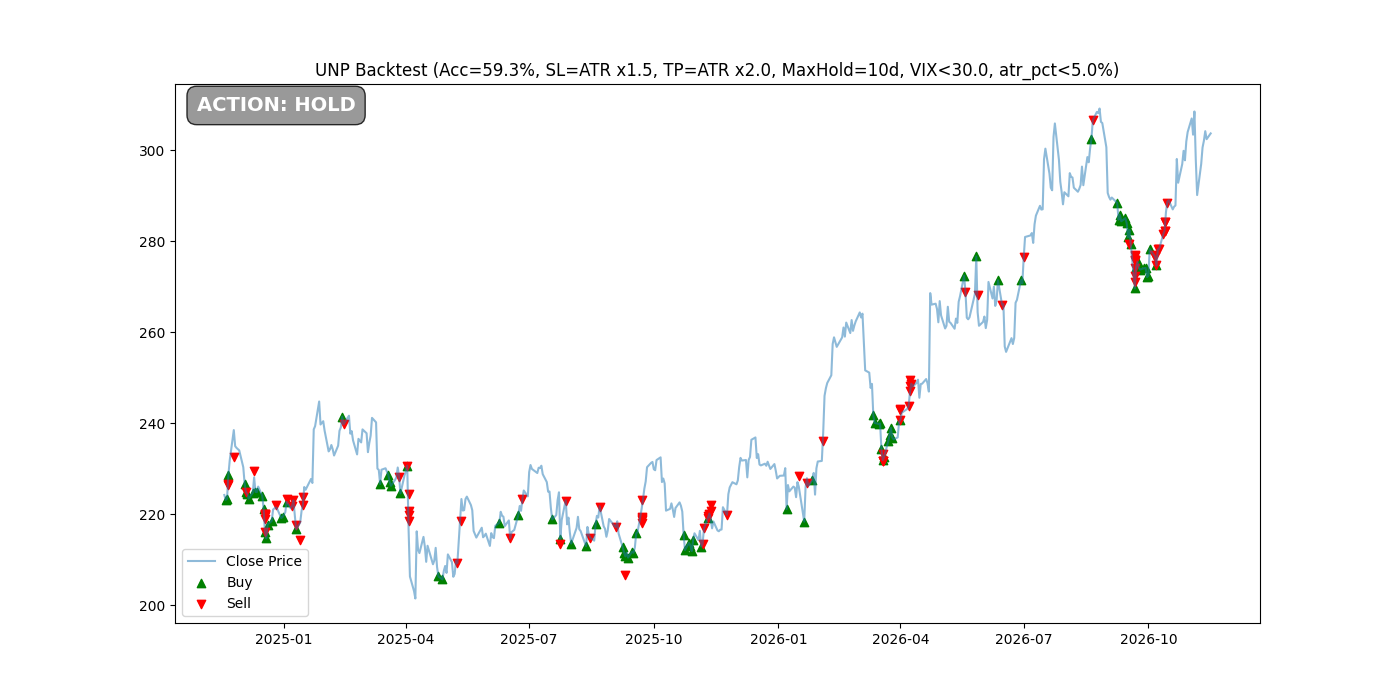 UNP Backtest (Acc=59.3%, SL=ATR x1.5, TP=ATR x2.0, MaxHold=10d, VIX<30.0, atr_pct<5.0%)
ACTION: HOLD
300
280
260
240
220
200
Close Price
Buy
Sell
2025-01
2025-04
2025-07
2025-10
2026-01
2026-04
2026-07
2026-10